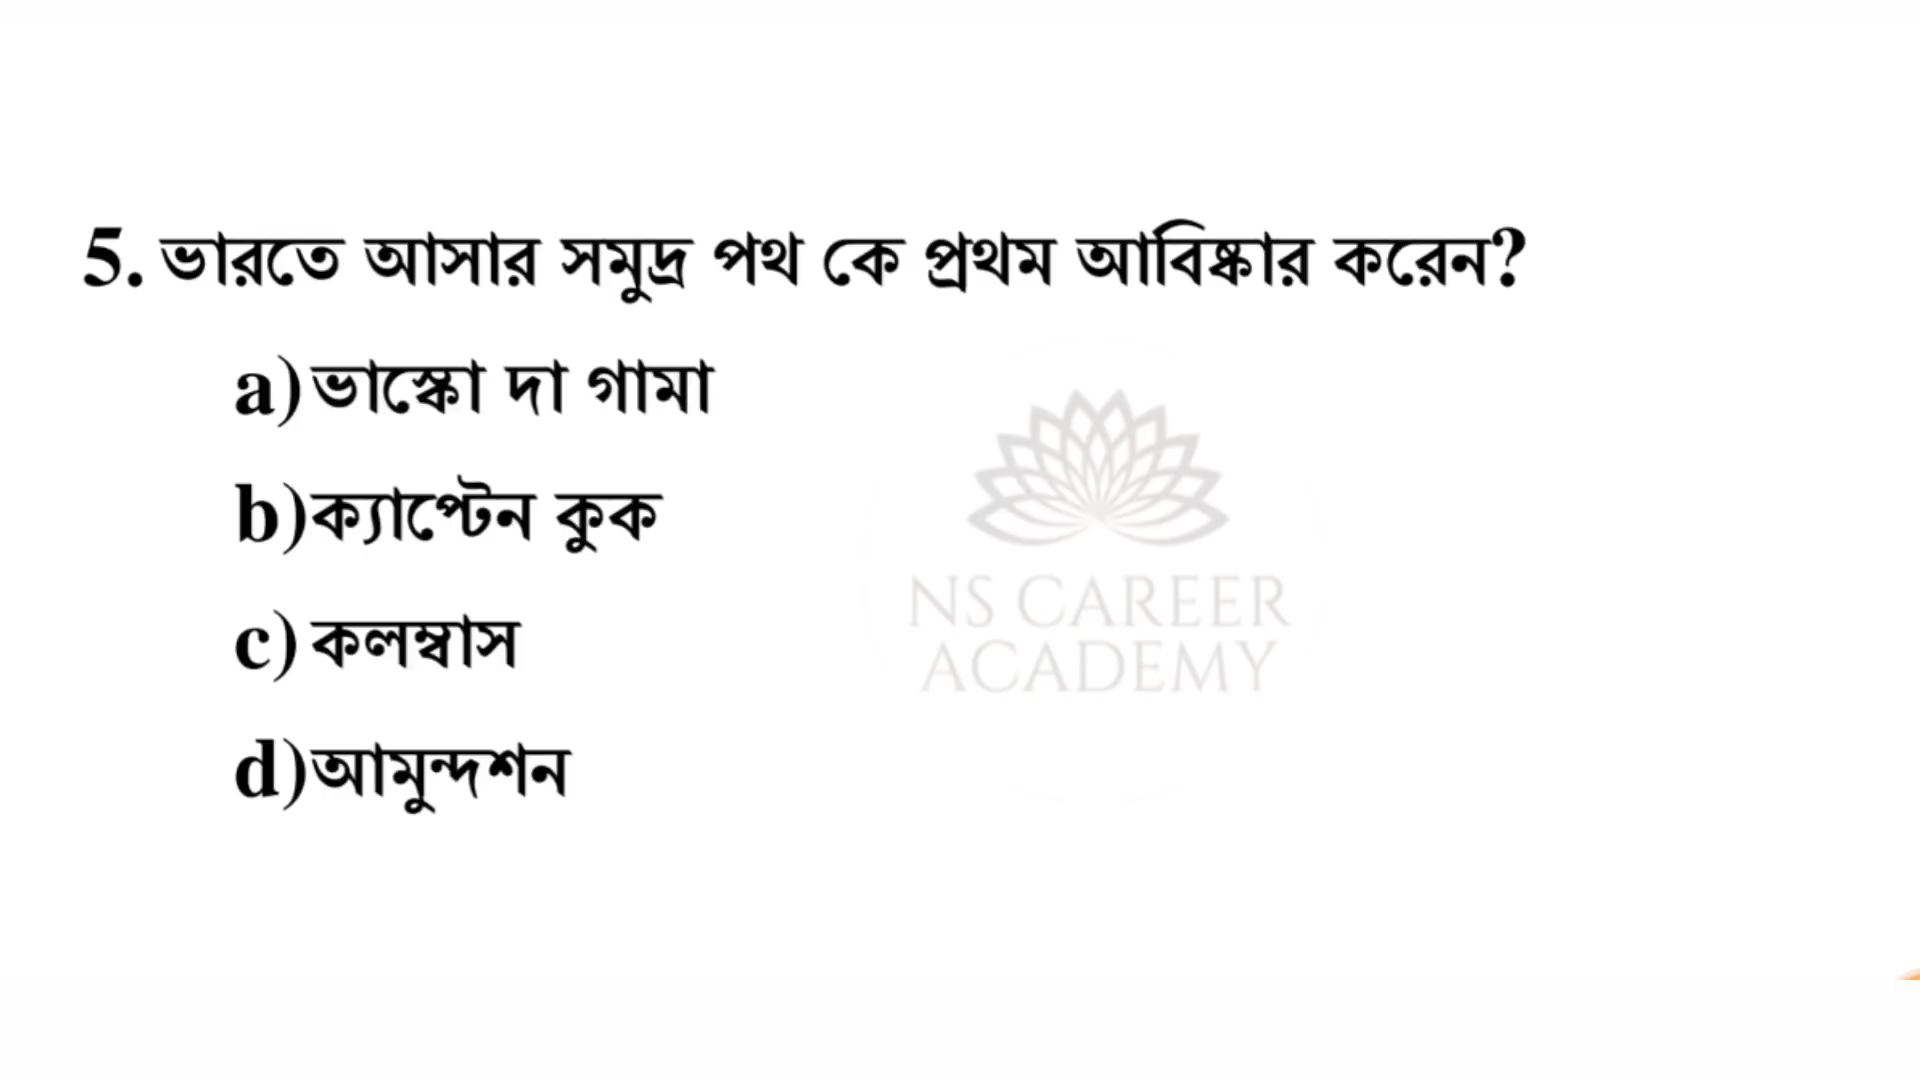 5. ভারতে আসার সমুদ্র পথ কে প্রথম আবিষ্কার করেন?
a) ভাস্কো দা গামা
b) ক্যাপ্টেন কুক
c) কলম্বাস
d) আমুন্দশন
NS CAREER
ACADEMY